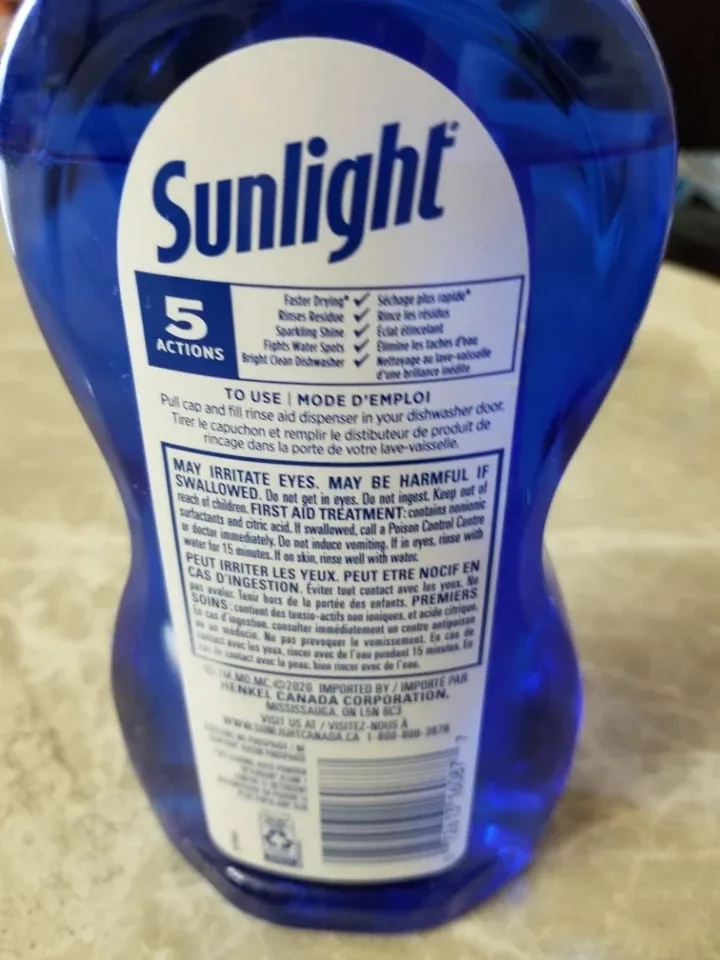 Sunlight
5
ACTIONS
Faster Drying* ✓ Séchage plus rapide*
Rinses Residue ✓ Rince les résidus
Sparkling Shine ✓ Éclat étincelant
Fights Water Spots ✓ Élimine les taches d'eau
Bright Clean Dishwasher ✓ Nettoyage au lave-vaisselle
d'une brillance inédite
TO USE | MODE D'EMPLOI
Pull cap and fill rinse aid dispenser in your dishwasher door.
Tirer le capuchon et remplir le distibuteur de produit de
rincage dans la porte de votre lave-vaisselle.
MAY IRRITATE EYES. MAY BE HARMFUL IF
SWALLOWED. Do not get in eyes. Do not ingest. Keep out of
reach of children. FIRST AID TREATMENT: contains nonionic
surfactants and citric acid. If swallowed, call a Poison Control Centre
or doctor immediately. Do not induce vomiting. If in eyes, rinse with
water for 15 minutes. If on skin, rinse well with water.
PEUT IRRITER LES YEUX. PEUT ETRE NOCIF EN
CAS D'INGESTION. Éviter tout contact avec les yeux. Ne
pas avaler. Tenir hors de la portée des enfants. PREMIERS
SOINS: contient des tensio-actifs non ioniques, et acide citrique.
En cas d'ingestion, consulter immédiatement un centre antipoison
ou un médecin. Ne pas provoquer le vomissement. En cas de
contact avec les yeux, rincer avec de l'eau pendant 15 minutes. En
cas de contact avec la peau, bien rincer avec de l'eau.
©2020 IMPORTED BY / IMPORTÉ PAR
HENKEL CANADA CORPORATION,
MISSISSAUGA, ON L5N 6C3
VISIT US AT / VISITEZ-NOUS À
WWW.SUNLIGHTCANADA.CA 1-800-600-3878